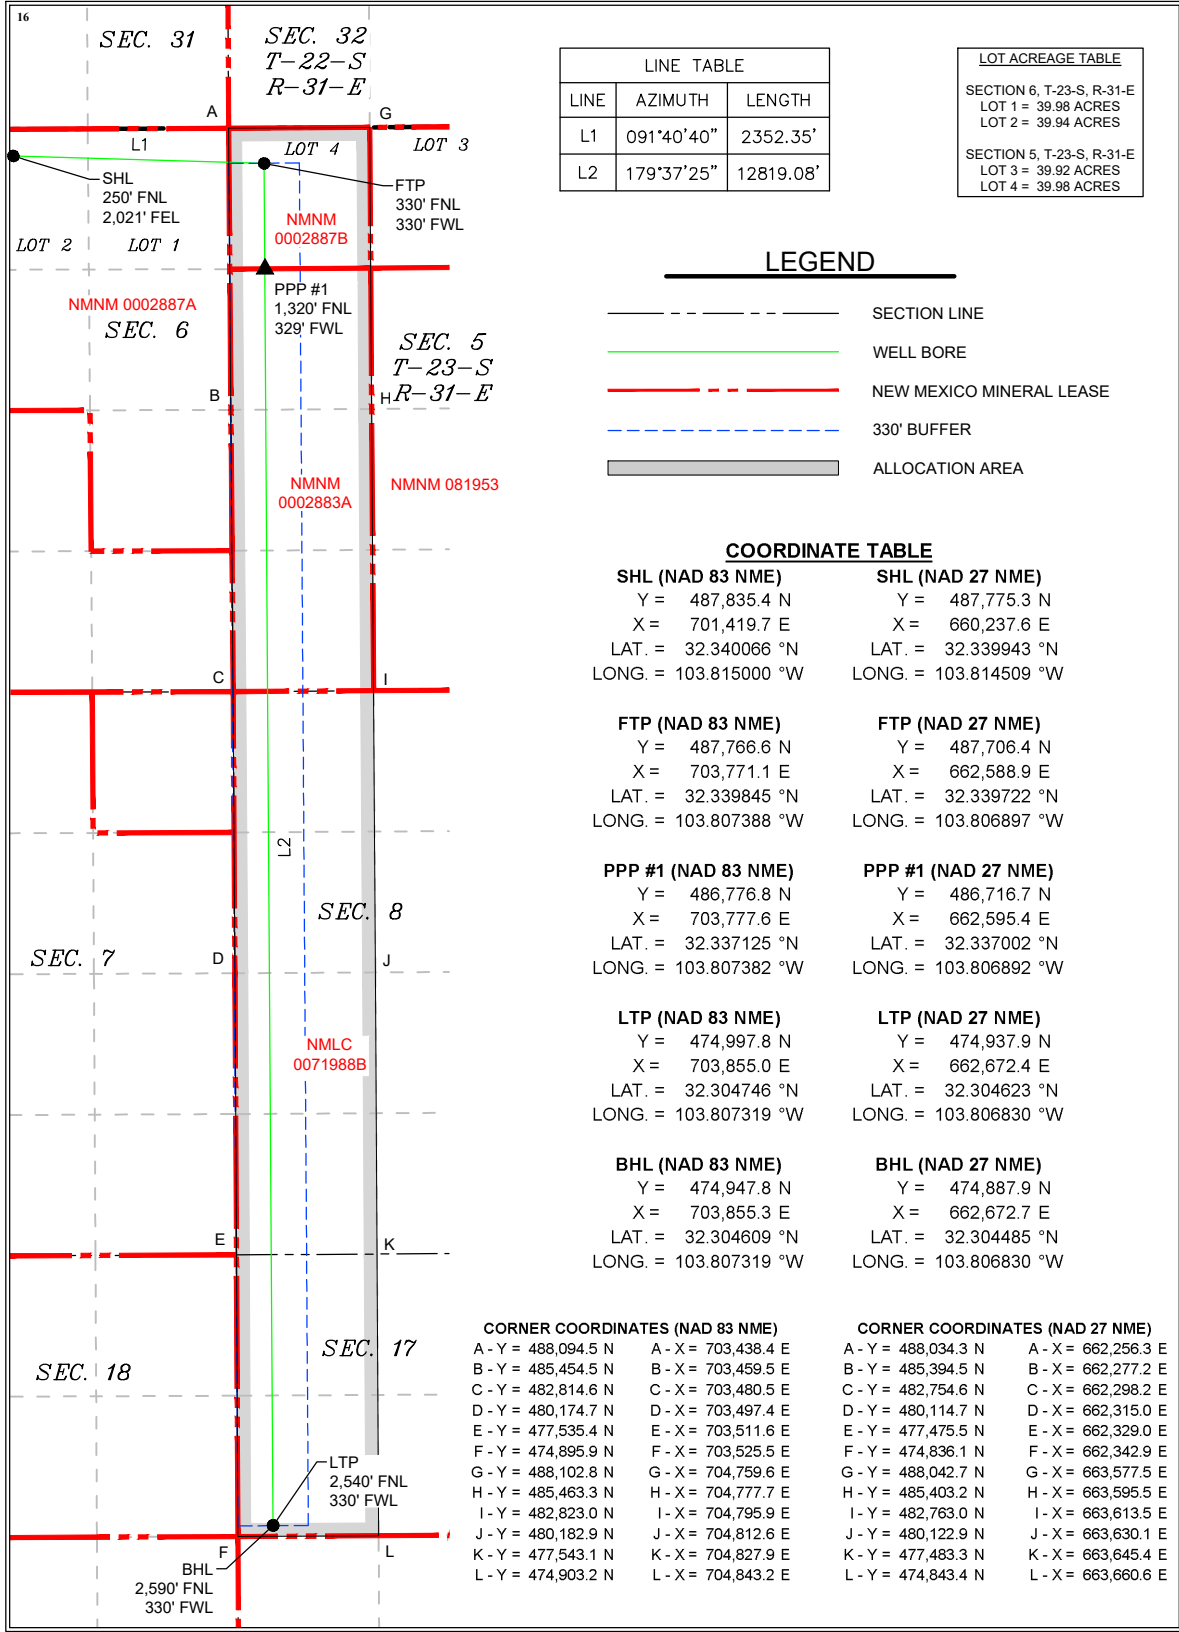 16
SEC. 31
SEC. 32
T-22-S
R-31-E
A
G
L1
LOT 4
LOT 3
SHL
250' FNL
2,021' FEL
FTP
330' FNL
330' FWL
LOT 2
LOT 1
NMNM
0002887B
PPP #1
1,320' FNL
329' FWL
NMNM 0002887A
SEC. 6
SEC. 5
T-23-S
R-31-E
B
H
NMNM
0002883A
NMNM 081953
C
I
L2
SEC. 8
SEC. 7
D
J
NMLC
0071988B
E
K
SEC. 17
SEC. 18
LTP
2,540' FNL
330' FWL
F
L
BHL
2,590' FNL
330' FWL
LINE TABLE
LINE AZIMUTH LENGTH
L1 091°40'40" 2352.35'
L2 179°37'25" 12819.08'
LOT ACREAGE TABLE
SECTION 6, T-23-S, R-31-E
LOT 1 = 39.98 ACRES
LOT 2 = 39.94 ACRES
SECTION 5, T-23-S, R-31-E
LOT 3 = 39.92 ACRES
LOT 4 = 39.98 ACRES
LEGEND
SECTION LINE
WELL BORE
NEW MEXICO MINERAL LEASE
330' BUFFER
ALLOCATION AREA
COORDINATE TABLE
SHL (NAD 83 NME) SHL (NAD 27 NME)
Y = 487,835.4 N Y = 487,775.3 N
X = 701,419.7 E X = 660,237.6 E
LAT. = 32.340066 °N LAT. = 32.339943 °N
LONG. = 103.815000 °W LONG. = 103.814509 °W
FTP (NAD 83 NME) FTP (NAD 27 NME)
Y = 487,766.6 N Y = 487,706.4 N
X = 703,771.1 E X = 662,588.9 E
LAT. = 32.339845 °N LAT. = 32.339722 °N
LONG. = 103.807388 °W LONG. = 103.806897 °W
PPP #1 (NAD 83 NME) PPP #1 (NAD 27 NME)
Y = 486,776.8 N Y = 486,716.7 N
X = 703,777.6 E X = 662,595.4 E
LAT. = 32.337125 °N LAT. = 32.337002 °N
LONG. = 103.807382 °W LONG. = 103.806892 °W
LTP (NAD 83 NME) LTP (NAD 27 NME)
Y = 474,997.8 N Y = 474,937.9 N
X = 703,855.0 E X = 662,672.4 E
LAT. = 32.304746 °N LAT. = 32.304623 °N
LONG. = 103.807319 °W LONG. = 103.806830 °W
BHL (NAD 83 NME) BHL (NAD 27 NME)
Y = 474,947.8 N Y = 474,887.9 N
X = 703,855.3 E X = 662,672.7 E
LAT. = 32.304609 °N LAT. = 32.304485 °N
LONG. = 103.807319 °W LONG. = 103.806830 °W
CORNER COORDINATES (NAD 83 NME) CORNER COORDINATES (NAD 27 NME)
A - Y = 488,094.5 N A - X = 703,438.4 E A - Y = 488,034.3 N A - X = 662,256.3 E
B - Y = 485,454.5 N B - X = 703,459.5 E B - Y = 485,394.5 N B - X = 662,277.2 E
C - Y = 482,814.6 N C - X = 703,480.5 E C - Y = 482,754.6 N C - X = 662,298.2 E
D - Y = 480,174.7 N D - X = 703,497.4 E D - Y = 480,114.7 N D - X = 662,315.0 E
E - Y = 477,535.4 N E - X = 703,511.6 E E - Y = 477,475.5 N E - X = 662,329.0 E
F - Y = 474,895.9 N F - X = 703,525.5 E F - Y = 474,836.1 N F - X = 662,342.9 E
G - Y = 488,102.8 N G - X = 704,759.6 E G - Y = 488,042.7 N G - X = 663,577.5 E
H - Y = 485,463.3 N H - X = 704,777.7 E H - Y = 485,403.2 N H - X = 663,595.5 E
I - Y = 482,823.0 N I - X = 704,795.9 E I - Y = 482,763.0 N I - X = 663,613.5 E
J - Y = 480,182.9 N J - X = 704,812.6 E J - Y = 480,122.9 N J - X = 663,630.1 E
K - Y = 477,543.1 N K - X = 704,827.9 E K - Y = 477,483.3 N K - X = 663,645.4 E
L - Y = 474,903.2 N L - X = 704,843.2 E L - Y = 474,843.4 N L - X = 663,660.6 E